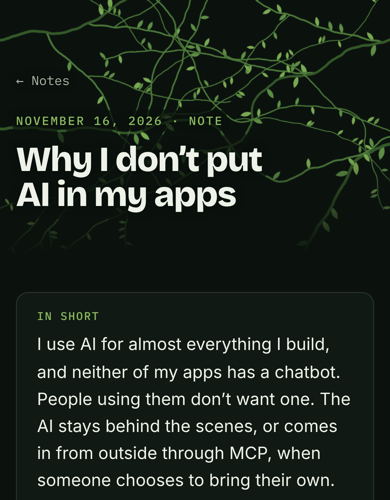 ← Notes
NOVEMBER 16, 2026 · NOTE
Why I don’t put
AI in my apps
IN SHORT
I use AI for almost everything I build,
and neither of my apps has a chatbot.
People using them don’t want one. The
AI stays behind the scenes, or comes
in from outside through MCP, when
someone chooses to bring their own.